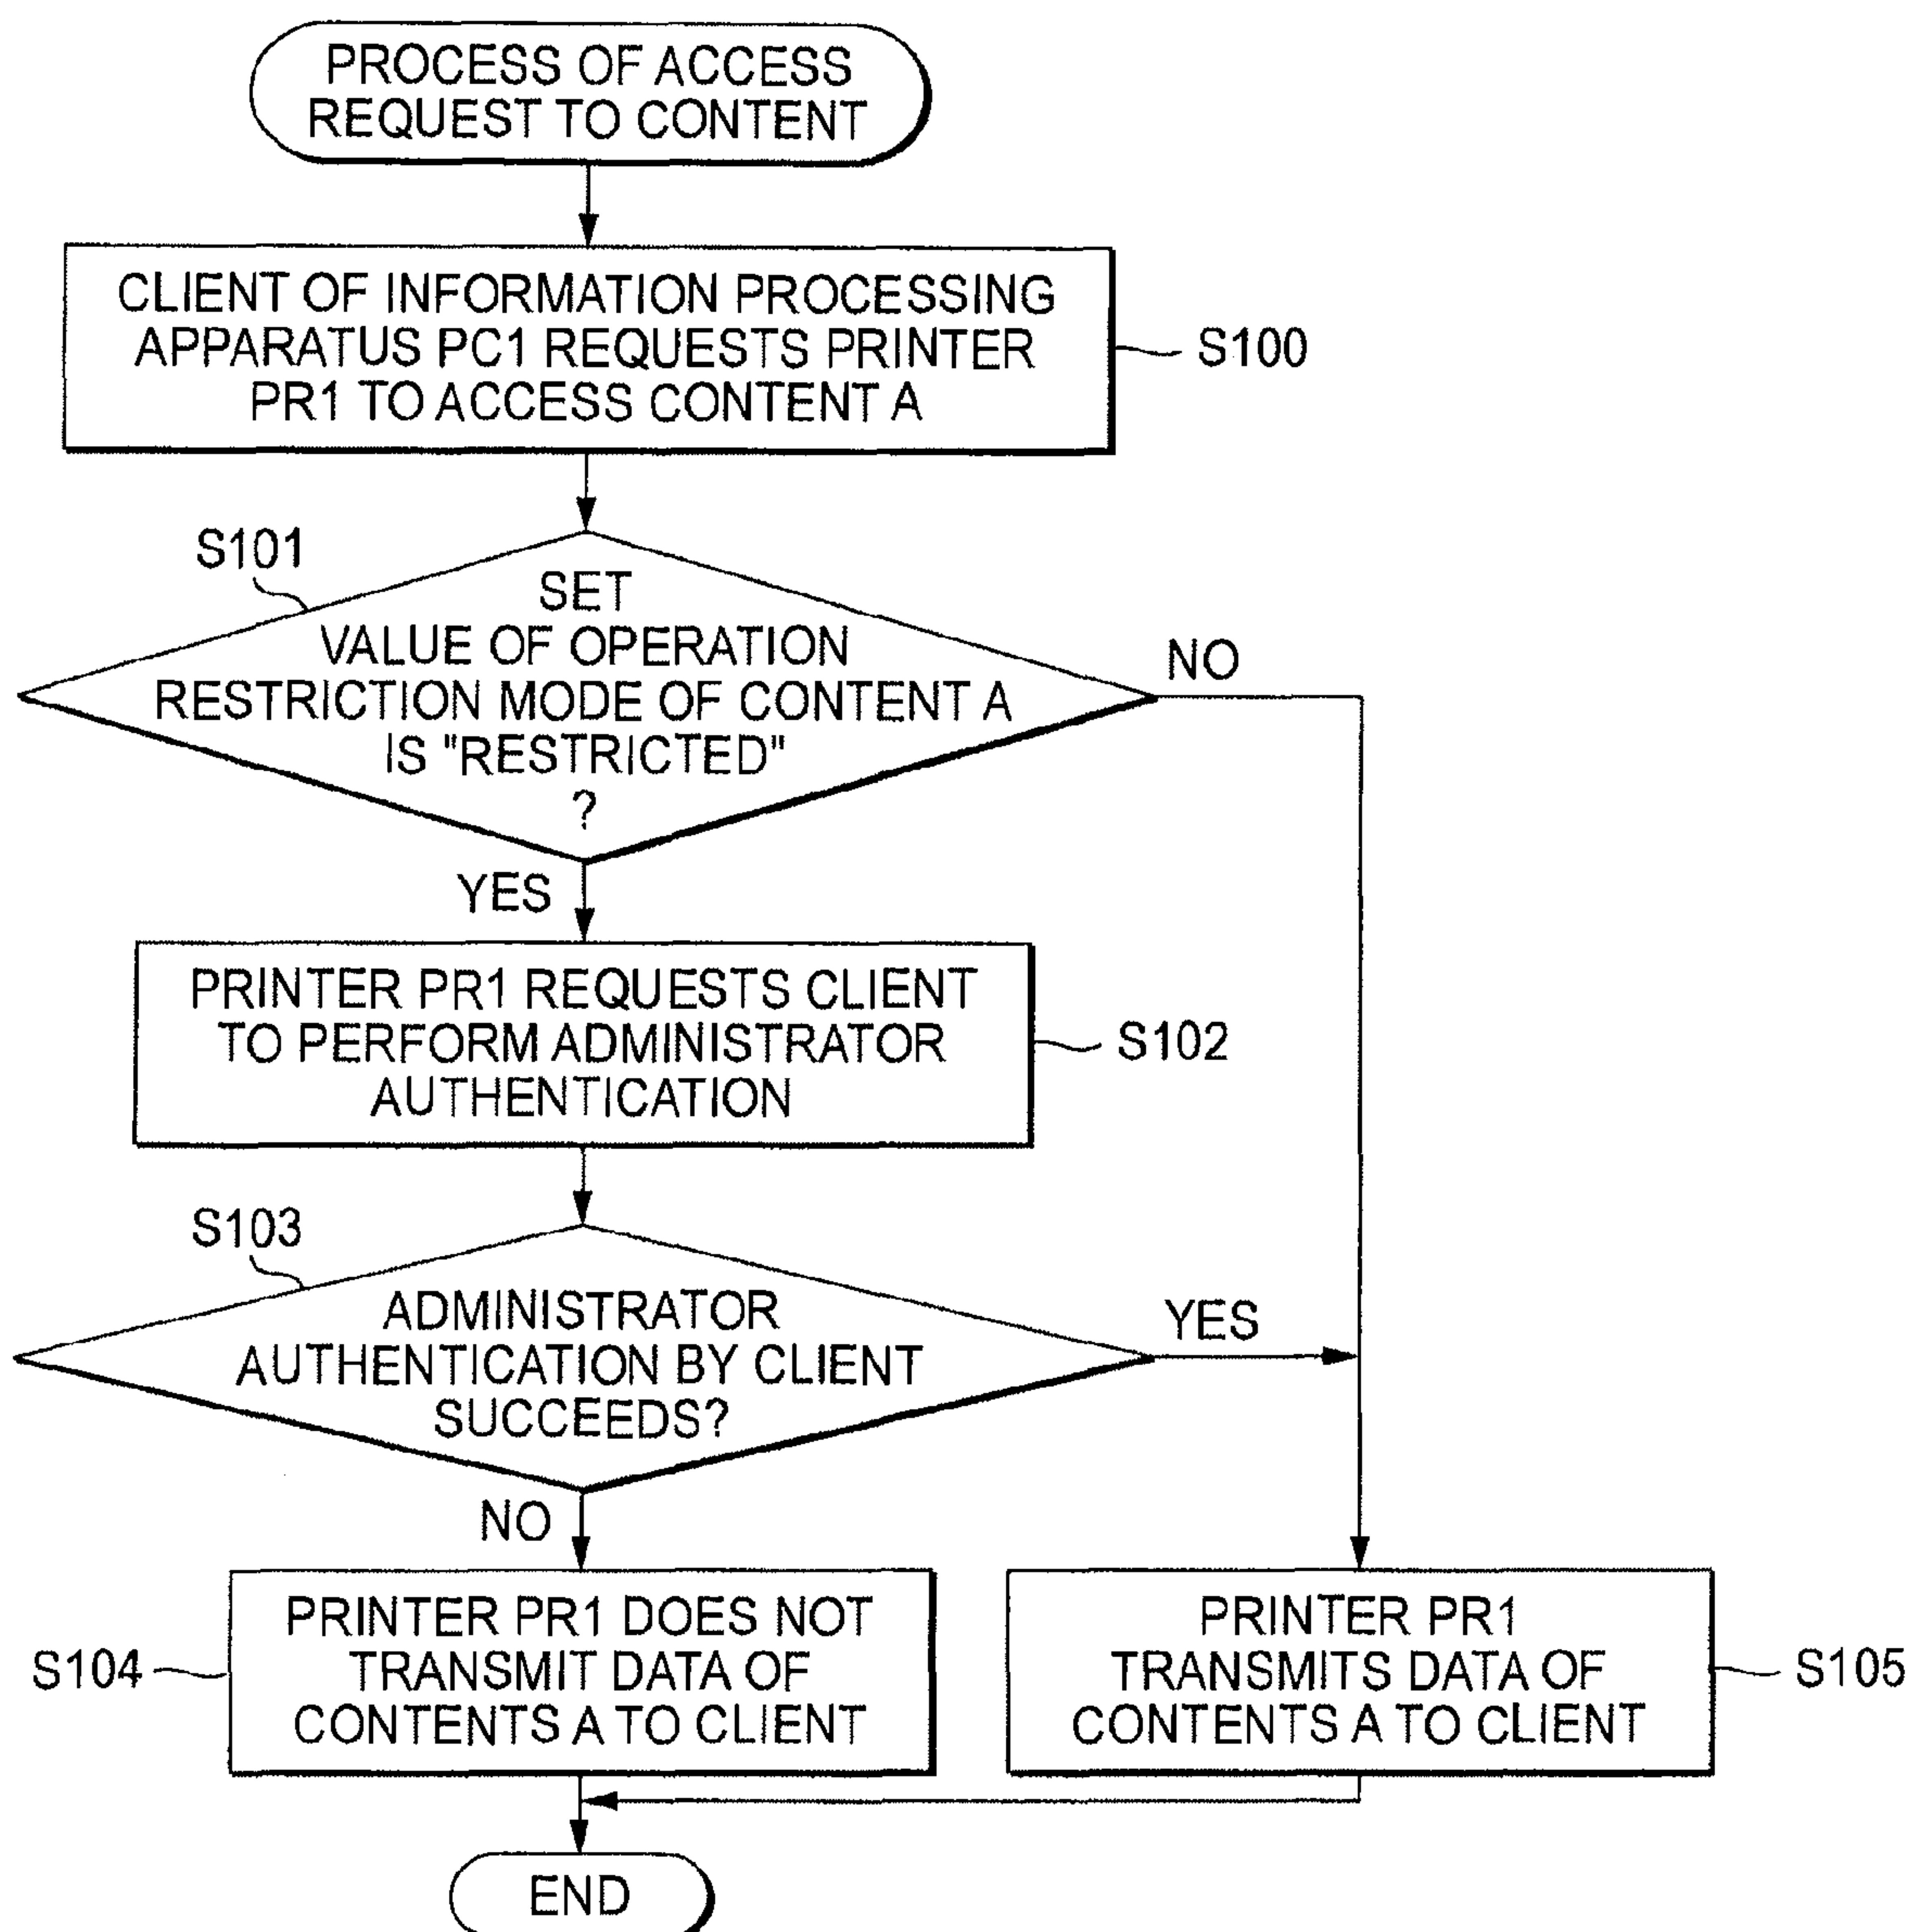 PROCESS OF ACCESS
REQUEST TO CONTENT
CLIENT OF INFORMATION PROCESSING
APPARATUS PC1 REQUESTS PRINTER
PR1 TO ACCESS CONTENT A
S100
S101
SET
VALUE OF OPERATION
RESTRICTION MODE OF CONTENT A
IS "RESTRICTED"
?
NO
YES
PRINTER PR1 REQUESTS CLIENT
TO PERFORM ADMINISTRATOR
AUTHENTICATION
S102
S103
ADMINISTRATOR
AUTHENTICATION BY CLIENT
SUCCEEDS?
YES
NO
S104
PRINTER PR1 DOES NOT
TRANSMIT DATA OF
CONTENTS A TO CLIENT
PRINTER PR1
TRANSMITS DATA OF
CONTENTS A TO CLIENT
S105
END